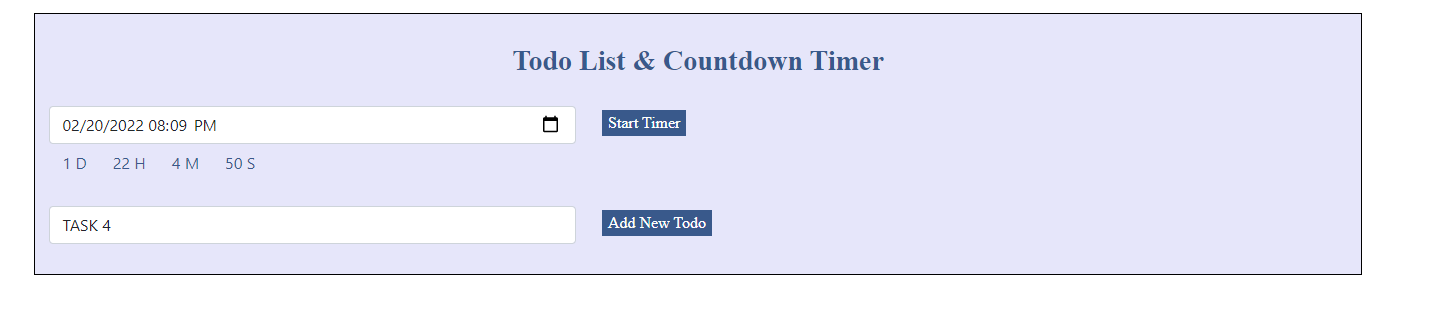 Todo List & Countdown Timer
02/20/2022 08:09 PM
Start Timer
1 D 22 H 4 M 50 S
TASK 4
Add New Todo